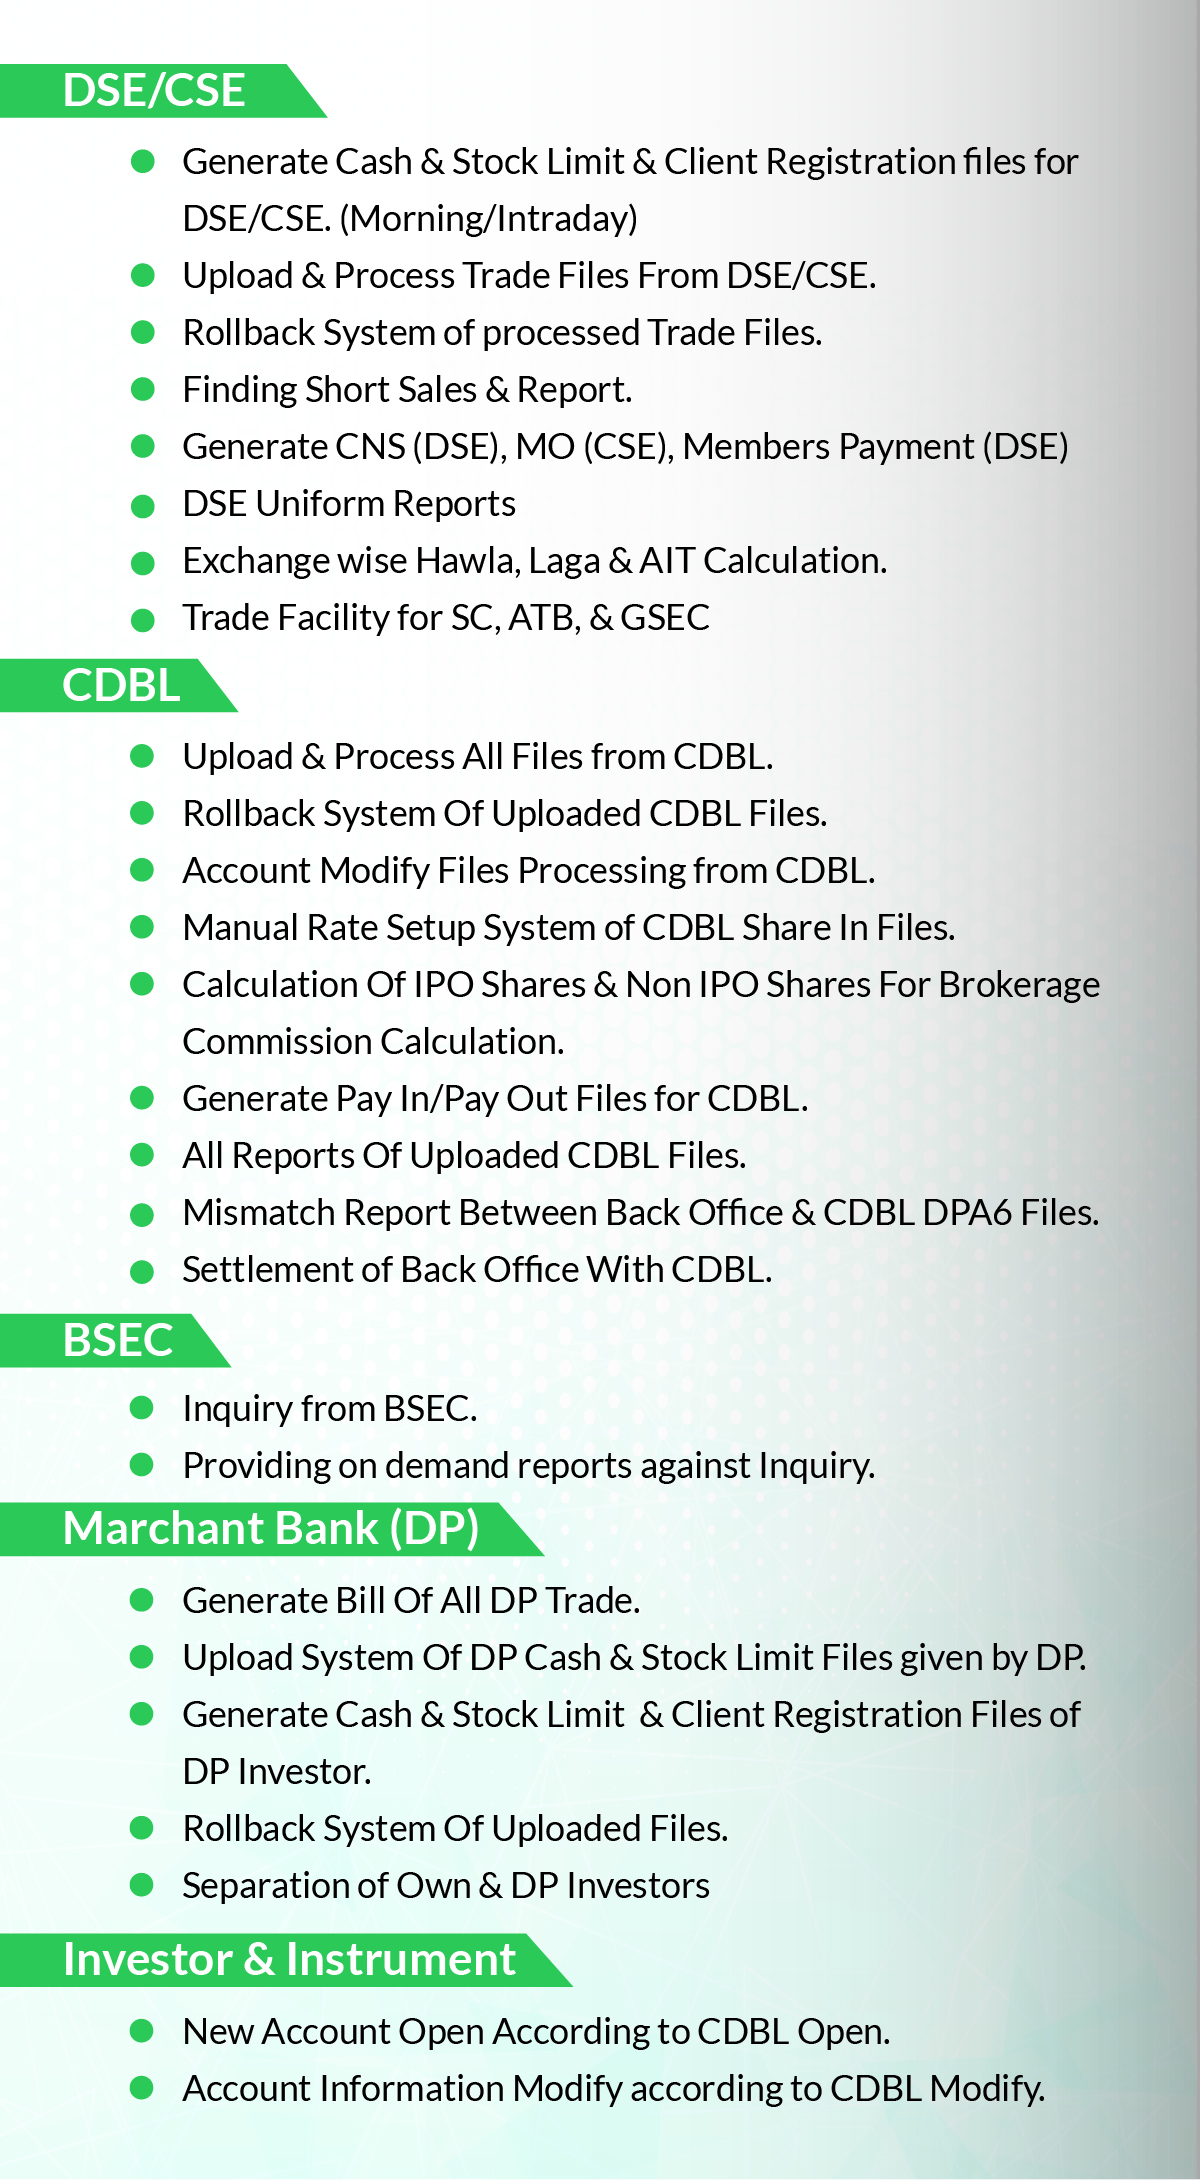 DSE/CSE
Generate Cash & Stock Limit & Client Registration files for
DSE/CSE. (Morning/Intraday)
Upload & Process Trade Files From DSE/CSE.
Rollback System of processed Trade Files.
Finding Short Sales & Report.
Generate CNS (DSE), MO (CSE), Members Payment (DSE)
DSE Uniform Reports
Exchange wise Hawla, Laga & AIT Calculation.
Trade Facility for SC, ATB, & GSEC
CDBL
Upload & Process All Files from CDBL.
Rollback System Of Uploaded CDBL Files.
Account Modify Files Processing from CDBL.
Manual Rate Setup System of CDBL Share In Files.
Calculation Of IPO Shares & Non IPO Shares For Brokerage
Commission Calculation.
Generate Pay In/Pay Out Files for CDBL.
All Reports Of Uploaded CDBL Files.
Mismatch Report Between Back Office & CDBL DPA6 Files.
Settlement of Back Office With CDBL.
BSEC
Inquiry from BSEC.
Providing on demand reports against Inquiry.
Marchant Bank (DP)
Generate Bill Of All DP Trade.
Upload System Of DP Cash & Stock Limit Files given by DP.
Generate Cash & Stock Limit & Client Registration Files of
DP Investor.
Rollback System Of Uploaded Files.
Separation of Own & DP Investors
Investor & Instrument
New Account Open According to CDBL Open.
Account Information Modify according to CDBL Modify.